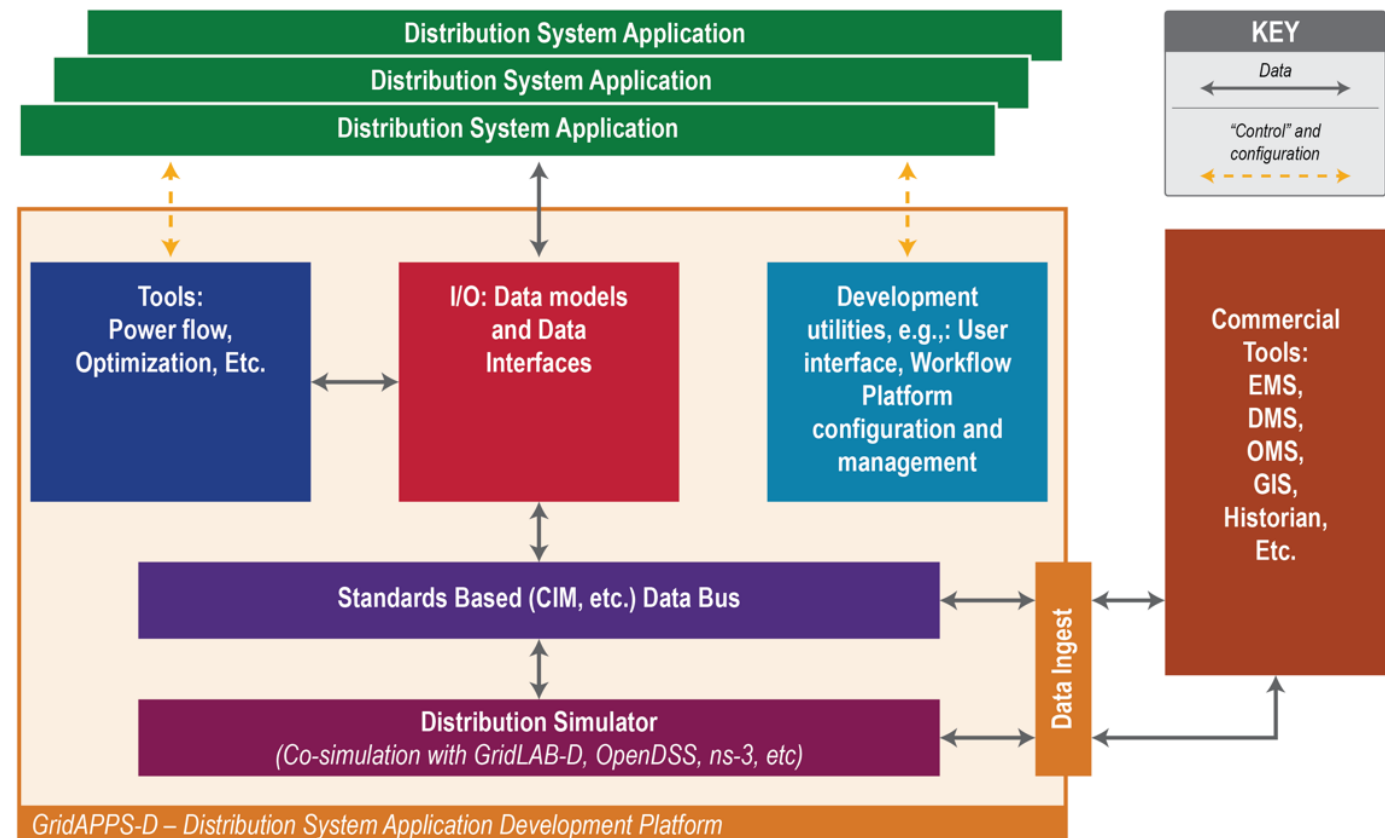 Distribution System Application
Distribution System Application
Distribution System Application
KEY
Data
“Control” and
configuration
Tools:
Power flow,
Optimization, Etc.
I/O: Data models
and Data
Interfaces
Development
utilities, e.g.,: User
interface, Workflow
Platform
configuration and
management
Commercial
Tools:
EMS,
DMS,
OMS,
GIS,
Historian,
Etc.
Standards Based (CIM, etc.) Data Bus
Data Ingest
Distribution Simulator
(Co-simulation with GridLAB-D, OpenDSS, ns-3, etc)
GridAPPS-D – Distribution System Application Development Platform